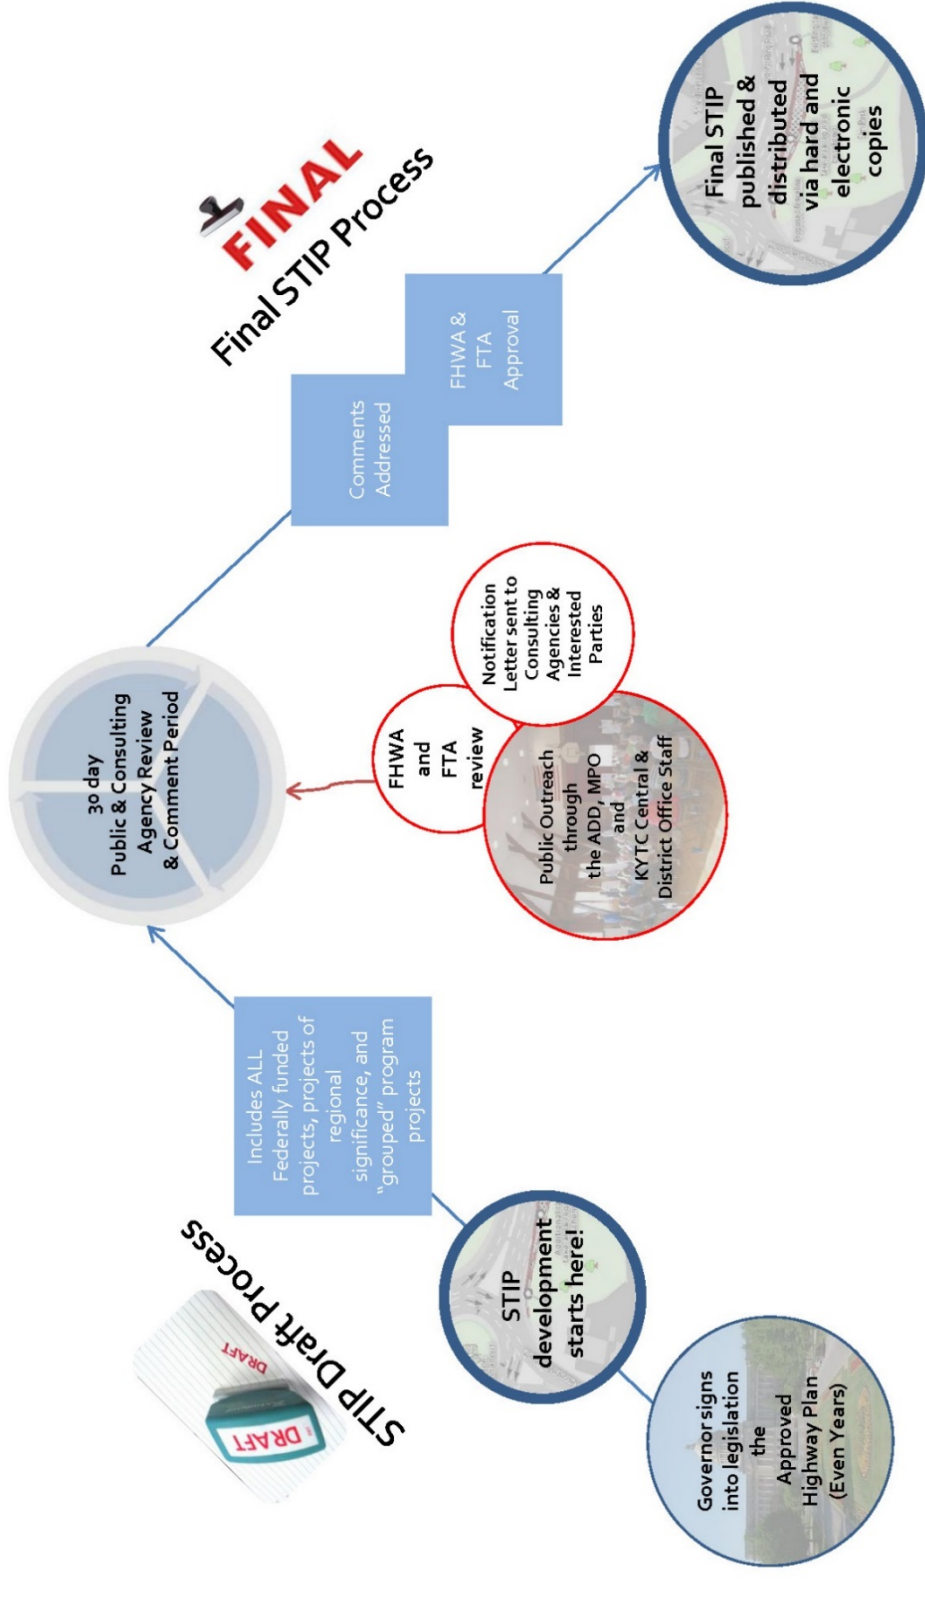 STIP Draft Process
DRAFT
DRAFT
Governor signs
into legislation
the
Approved
Highway Plan
(Even Years)
STIP
development
starts here!
Includes ALL
Federally funded
projects, projects of
regional
significance, and
“grouped” program
projects
30 day
Public & Consulting
Agency Review
& Comment Period
FHWA
and
FTA
review
Notification
Letter sent to
Consulting
Agencies &
Interested
Parties
Public Outreach
through
the ADD, MPO
and
KYTC Central &
District Office Staff
FINAL
Final STIP Process
Comments
Addressed
FHWA &
FTA
Approval
Final STIP
published &
distributed
via hard and
electronic
copies